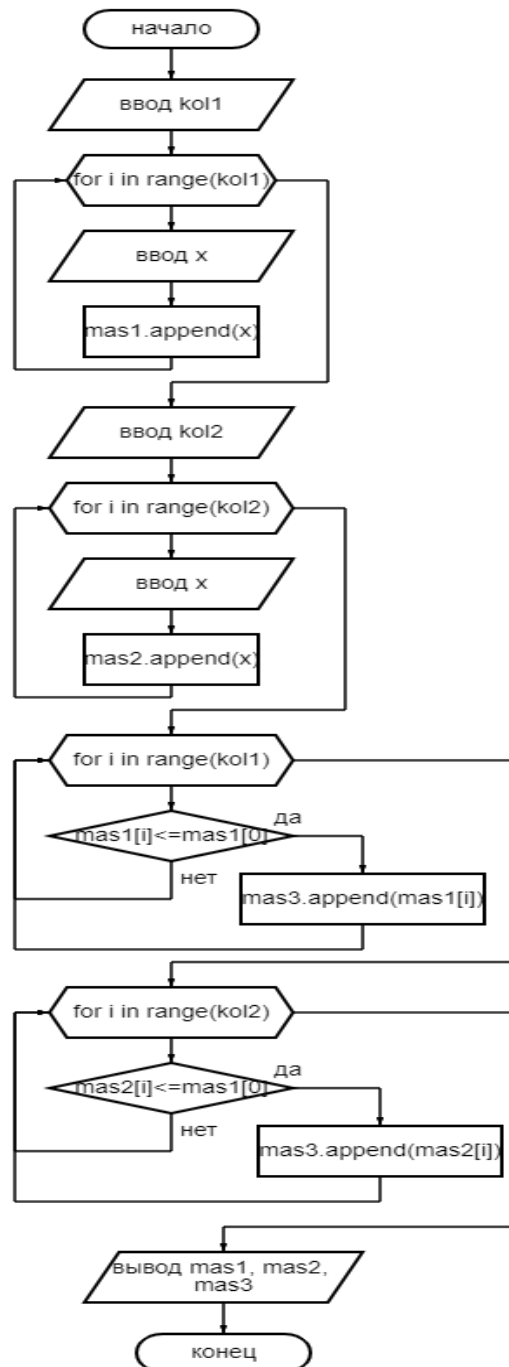 начало
ввод kol1
for i in range(kol1)
ввод x
mas1.append(x)
ввод kol2
for i in range(kol2)
ввод x
mas2.append(x)
for i in range(kol1)
mas1[i]<=mas1[0]
да
нет
mas3.append(mas1[i])
for i in range(kol2)
mas2[i]<=mas1[0]
да
нет
mas3.append(mas2[i])
вывод mas1, mas2,
mas3
конец